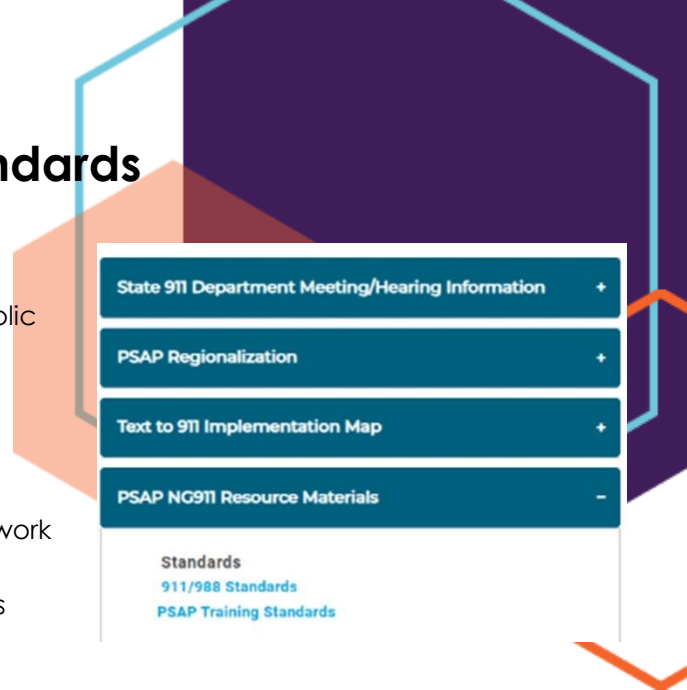 ndards
olic
work
s
State 911 Department Meeting/Hearing Information +
PSAP Regionalization +
Text to 911 Implementation Map +
PSAP NG911 Resource Materials –
Standards
911/988 Standards
PSAP Training Standards